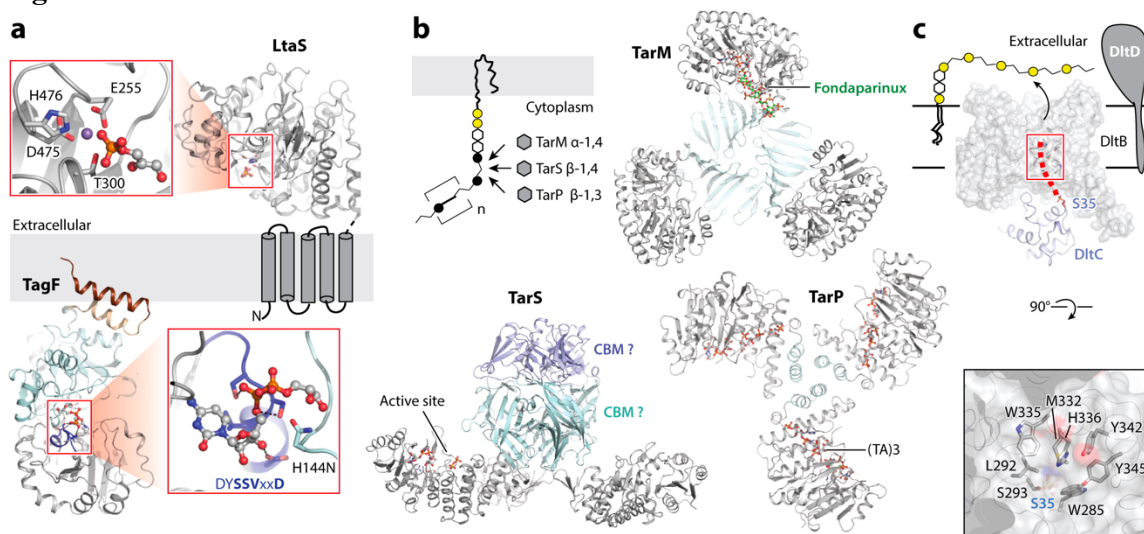 a
LtaS
H476
E255
D475
T300
Extracellular
TagF
N
H144N
DYSSVxxD
b
Cytoplasm
TarM α-1,4
TarS β-1,4
TarP β-1,3
n
TarM
Fondaparinux
TarS
CBM ?
CBM ?
Active site
TarP
(TA)3
c
Extracellular
DltD
DltB
S35
DltC
90°
M332
W335
H336
Y342
L292
Y345
S293
S35
W285